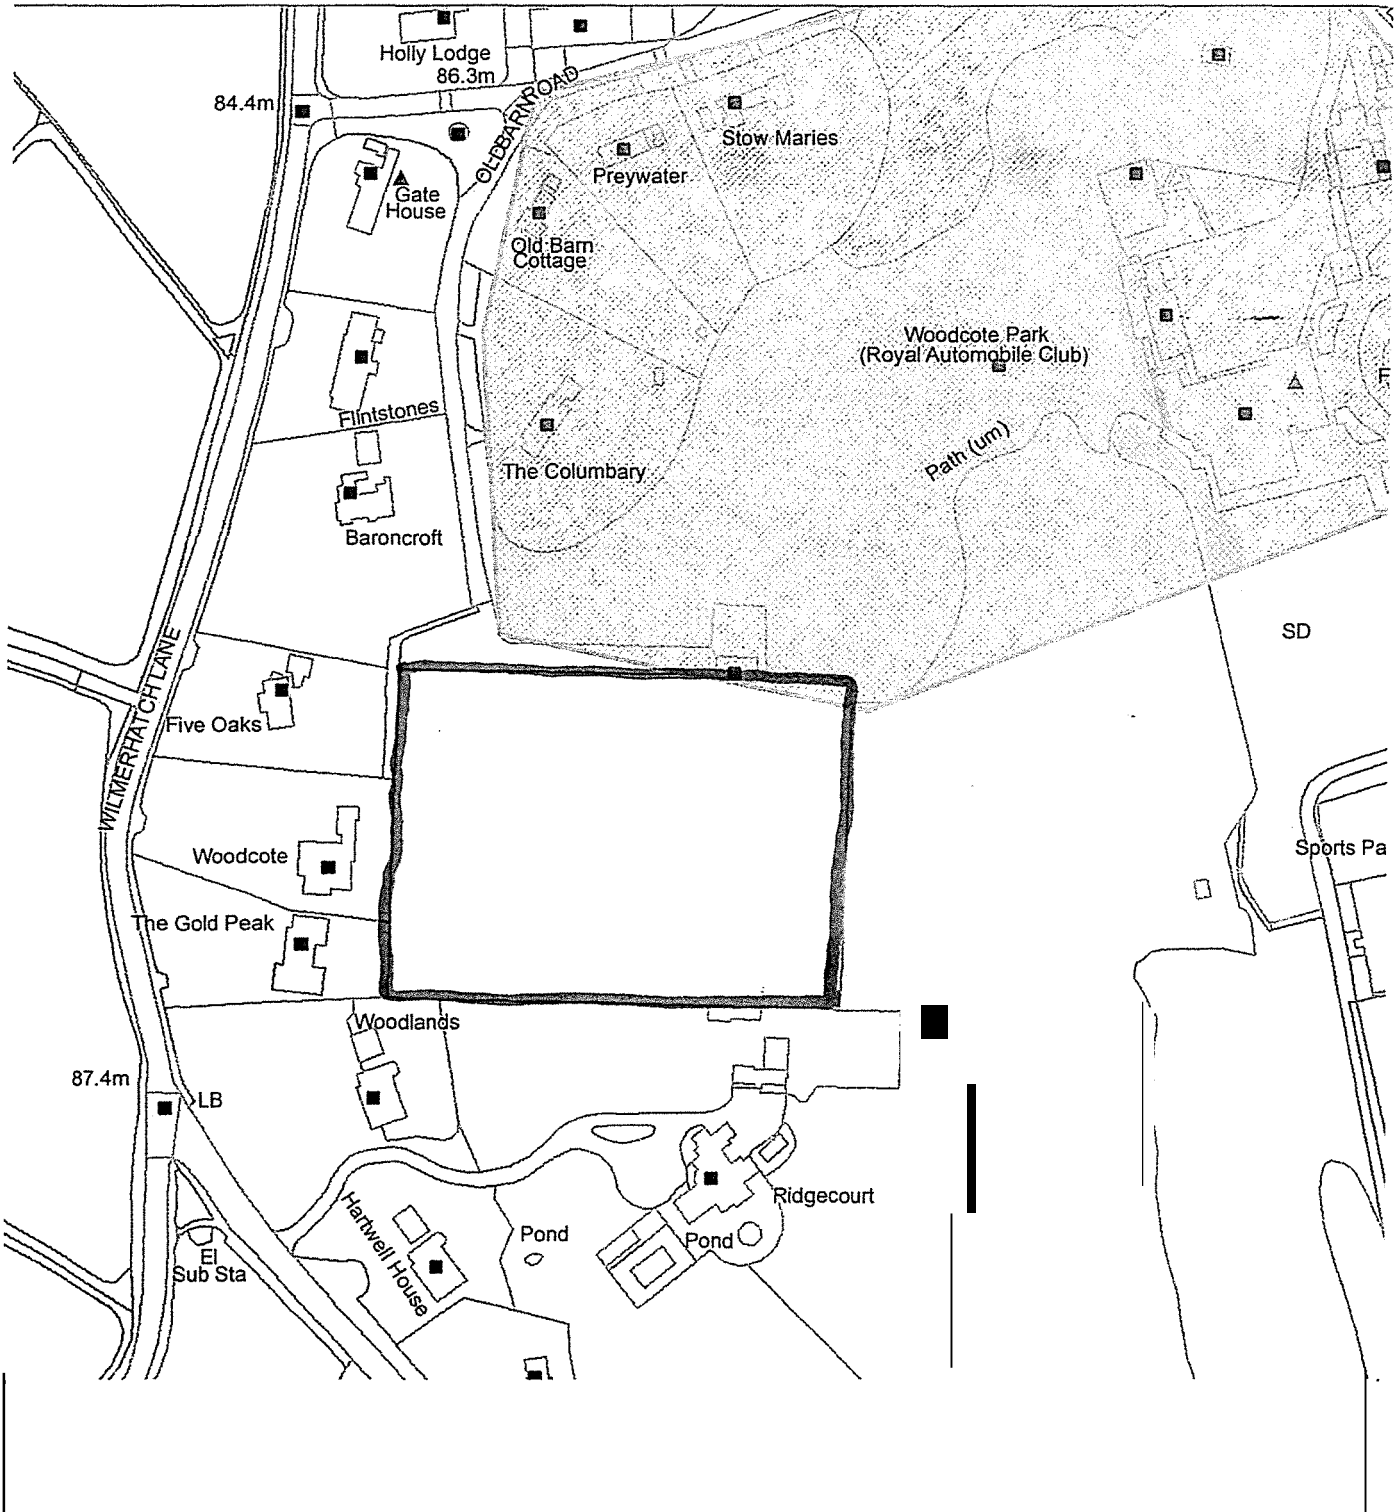 Holly Lodge
86.3m
84.4m
OLD BARN ROAD
Stow Maries
Preywater
Gate
House
Old Barn
Cottage
Woodcote Park
(Royal Automobile Club)
Flintstones
Path (um)
The Columbary
Baroncroft
SD
WILMERHATCH LANE
Five Oaks
Woodcote
Sports Pa
The Gold Peak
Woodlands
87.4m
LB
Ridgecourt
Hartwell House
Pond
Pond
El
Sub Sta